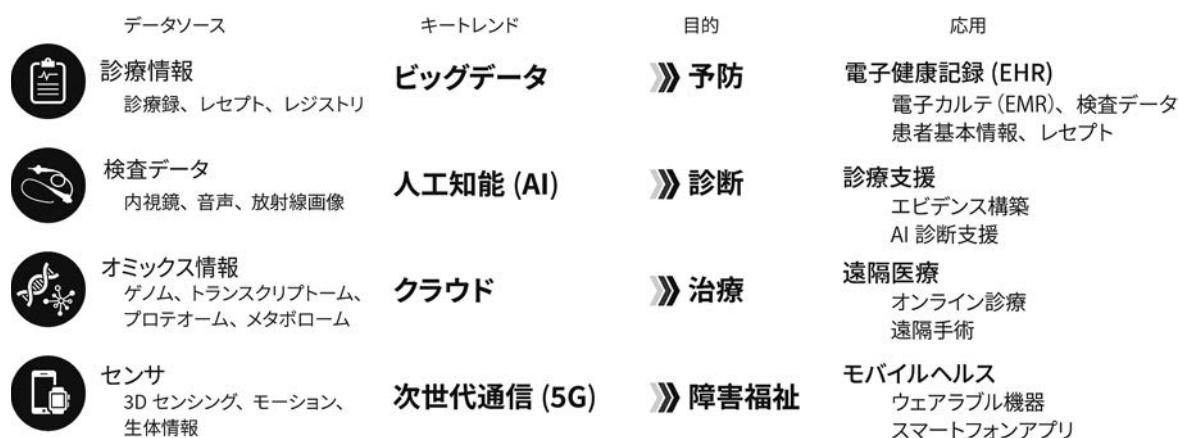 データソース キートレンド 目的 応用
診療情報 ビッグデータ 予防 電子健康記録 (EHR)
診療録、レセプト、レジストリ
電子カルテ (EMR)、検査データ
患者基本情報、レセプト
検査データ 人工知能 (AI) 診断 診療支援
内視鏡、音声、放射線画像
エビデンス構築
AI 診断支援
オミックス情報 クラウド 治療 遠隔医療
ゲノム、トランスクリプトーム、
プロテオーム、メタボローム
オンライン診療
遠隔手術
センサ 次世代通信 (5G) 障害福祉 モバイルヘルス
3D センシング、モーション、
生体情報
ウェアラブル機器
スマートフォンアプリ